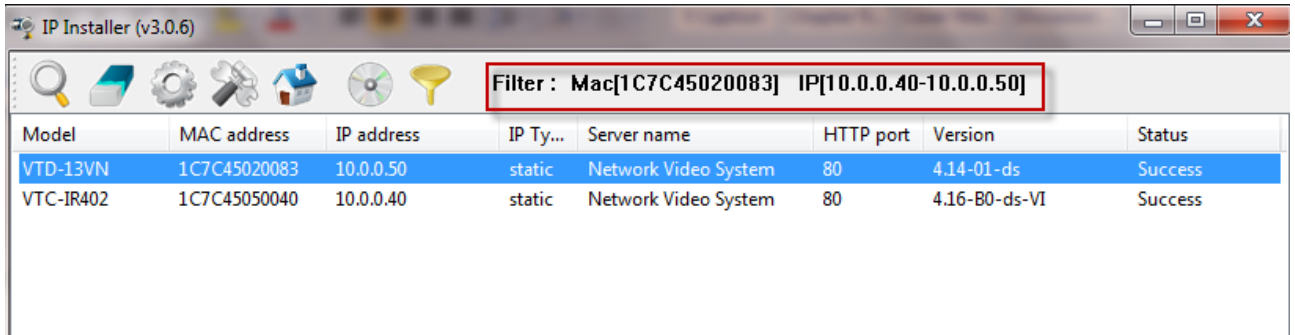 IP Installer (v3.0.6)
Filter : Mac[1C7C45020083] IP[10.0.0.40-10.0.0.50]
Model MAC address IP address IP Ty... Server name HTTP port Version Status
VTD-13VN 1C7C45020083 10.0.0.50 static Network Video System 80 4.14-01-ds Success
VTC-IR402 1C7C45050040 10.0.0.40 static Network Video System 80 4.16-B0-ds-VI Success